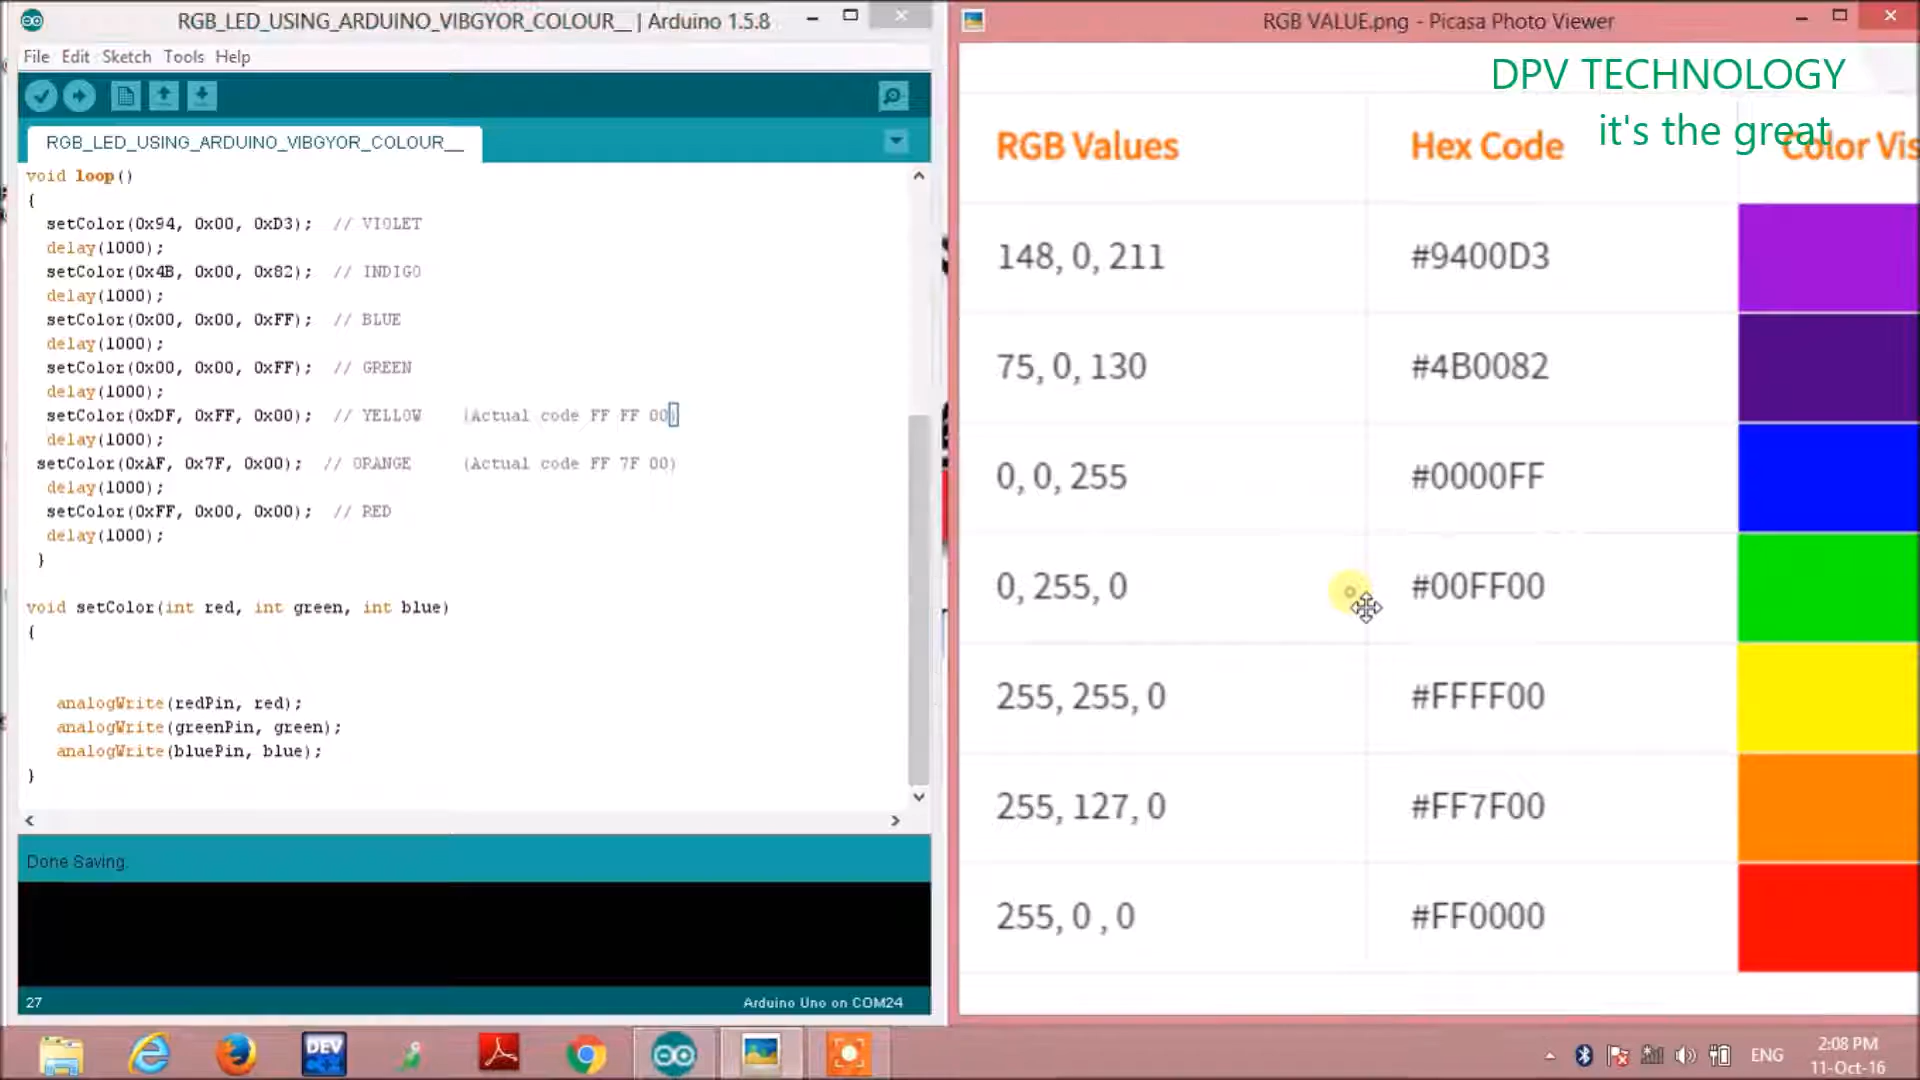 RGB_LED_USING_ARDUINO_VIBGYOR_COLOUR__ | Arduino 1.5.8
File Edit Sketch Tools Help
RGB_LED_USING_ARDUINO_VIBGYOR_COLOUR__
void loop()
{
setColor(0x94, 0x00, 0xD3); // VIOLET
delay(1000);
setColor(0x4B, 0x00, 0x82); // INDIGO
delay(1000);
setColor(0x00, 0x00, 0xFF); // BLUE
delay(1000);
setColor(0x00, 0x00, 0xFF); // GREEN
delay(1000);
setColor(0xDF, 0xFF, 0x00); // YELLOW (Actual code FF FF 00)
delay(1000);
setColor(0xAF, 0x7F, 0x00); // ORANGE (Actual code FF 7F 00)
delay(1000);
setColor(0xFF, 0x00, 0x00); // RED
delay(1000);
}
void setColor(int red, int green, int blue)
{
analogWrite(redPin, red);
analogWrite(greenPin, green);
analogWrite(bluePin, blue);
}
Done Saving.
27
Arduino Uno on COM24
RGB VALUE.png - Picasa Photo Viewer
DPV TECHNOLOGY
it's the great
RGB Values Hex Code Color Vis
148, 0, 211 #9400D3
75, 0, 130 #4B0082
0, 0, 255 #0000FF
0, 255, 0 #00FF00
255, 255, 0 #FFFF00
255, 127, 0 #FF7F00
255, 0 , 0 #FF0000
DEV
ENG
2:08 PM
11-Oct-16